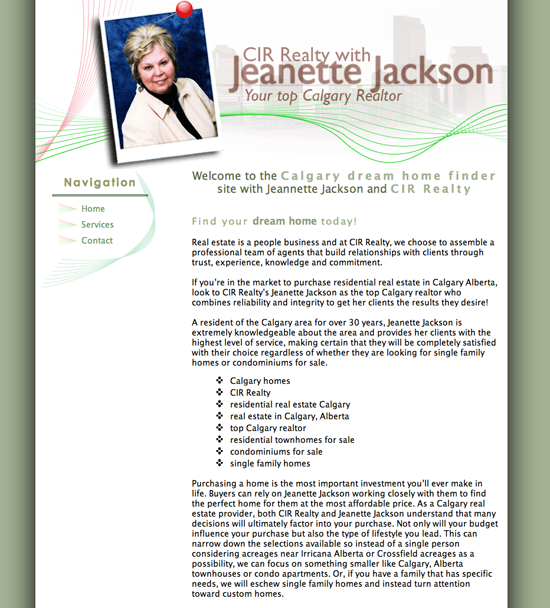 CIR Realty with
Jeanette Jackson
Your top Calgary Realtor
Navigation
Home
Services
Contact
Welcome to the Calgary dream home finder
site with Jeannette Jackson and CIR Realty
Find your dream home today!
Real estate is a people business and at CIR Realty, we choose to assemble a
professional team of agents that build relationships with clients through
trust, experience, knowledge and commitment.
If you're in the market to purchase residential real estate in Calgary Alberta,
look to CIR Realty's Jeanette Jackson as the top Calgary realtor who
combines reliability and integrity to get her clients the results they desire!
A resident of the Calgary area for over 30 years, Jeanette Jackson is
extremely knowledgeable about the area and provides her clients with the
highest level of service, making certain that they will be completely satisfied
with their choice regardless of whether they are looking for single family
homes or condominiums for sale.
❖ Calgary homes
❖ CIR Realty
❖ residential real estate Calgary
❖ real estate in Calgary, Alberta
❖ top Calgary realtor
❖ residential townhomes for sale
❖ condominiums for sale
❖ single family homes
Purchasing a home is the most important investment you'll ever make in
life. Buyers can rely on Jeanette Jackson working closely with them to find
the perfect home for them at the most affordable price. As a Calgary real
estate provider, both CIR Realty and Jeanette Jackson understand that many
decisions will ultimately factor into your purchase. Not only will your budget
influence your purchase but also the type of lifestyle you lead. This can
narrow down the selections available so instead of a single person
considering acreages near Irricana Alberta or Crossfield acreages as a
possibility, we can focus on something smaller like Calgary, Alberta
townhouses or condo apartments. Or, if you have a family that has specific
needs, we will eschew single family homes and instead turn attention
toward custom homes.